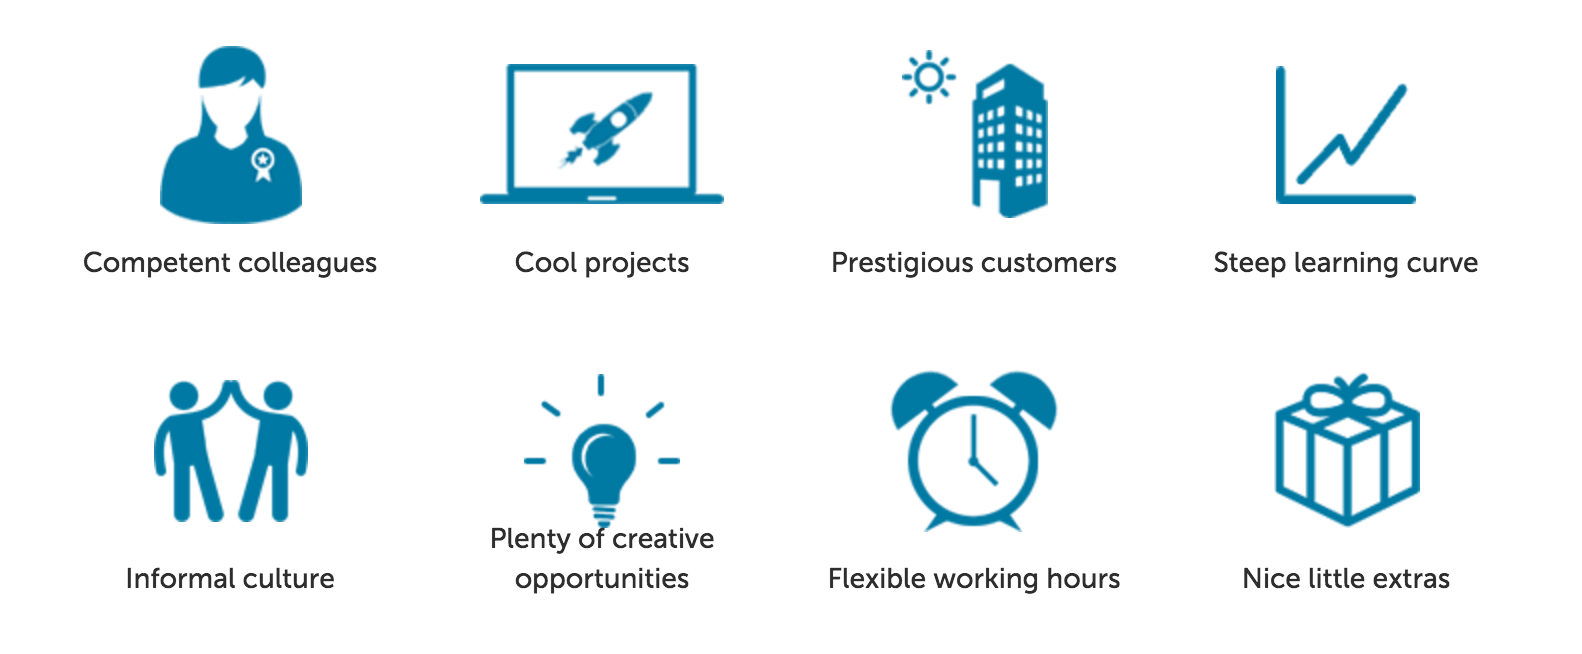 Competent colleagues
Cool projects
Prestigious customers
Steep learning curve
Informal culture
Plenty of creative
opportunities
Flexible working hours
Nice little extras